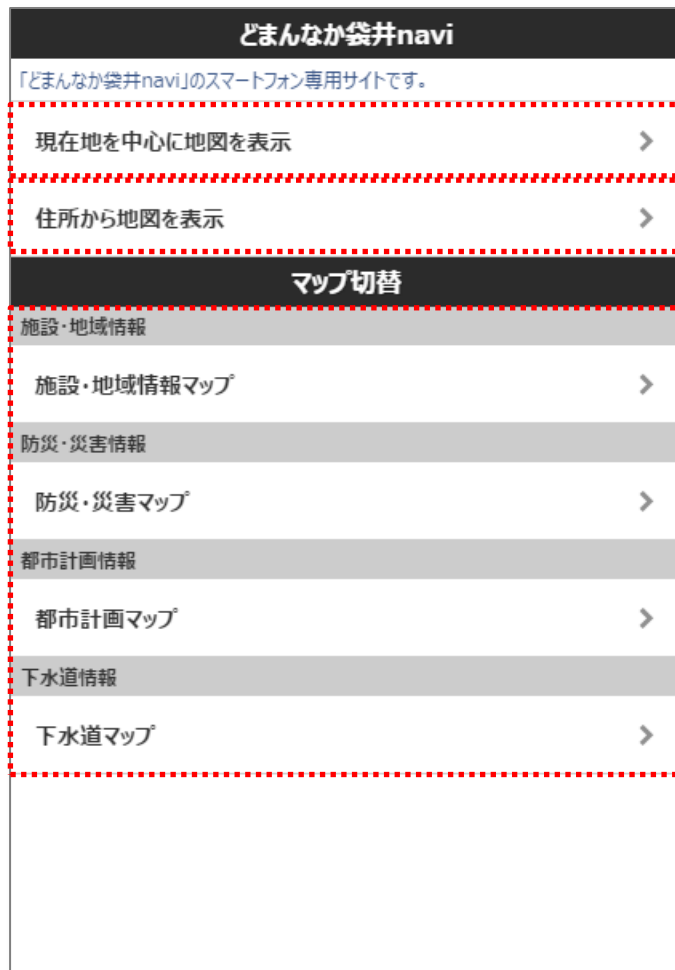 どまんなか袋井navi
「どまんなか袋井navi」のスマートフォン専用サイトです。
現在地を中心に地図を表示
住所から地図を表示
マップ切替
施設・地域情報
施設・地域情報マップ
防災・災害情報
防災・災害マップ
都市計画情報
都市計画マップ
下水道情報
下水道マップ